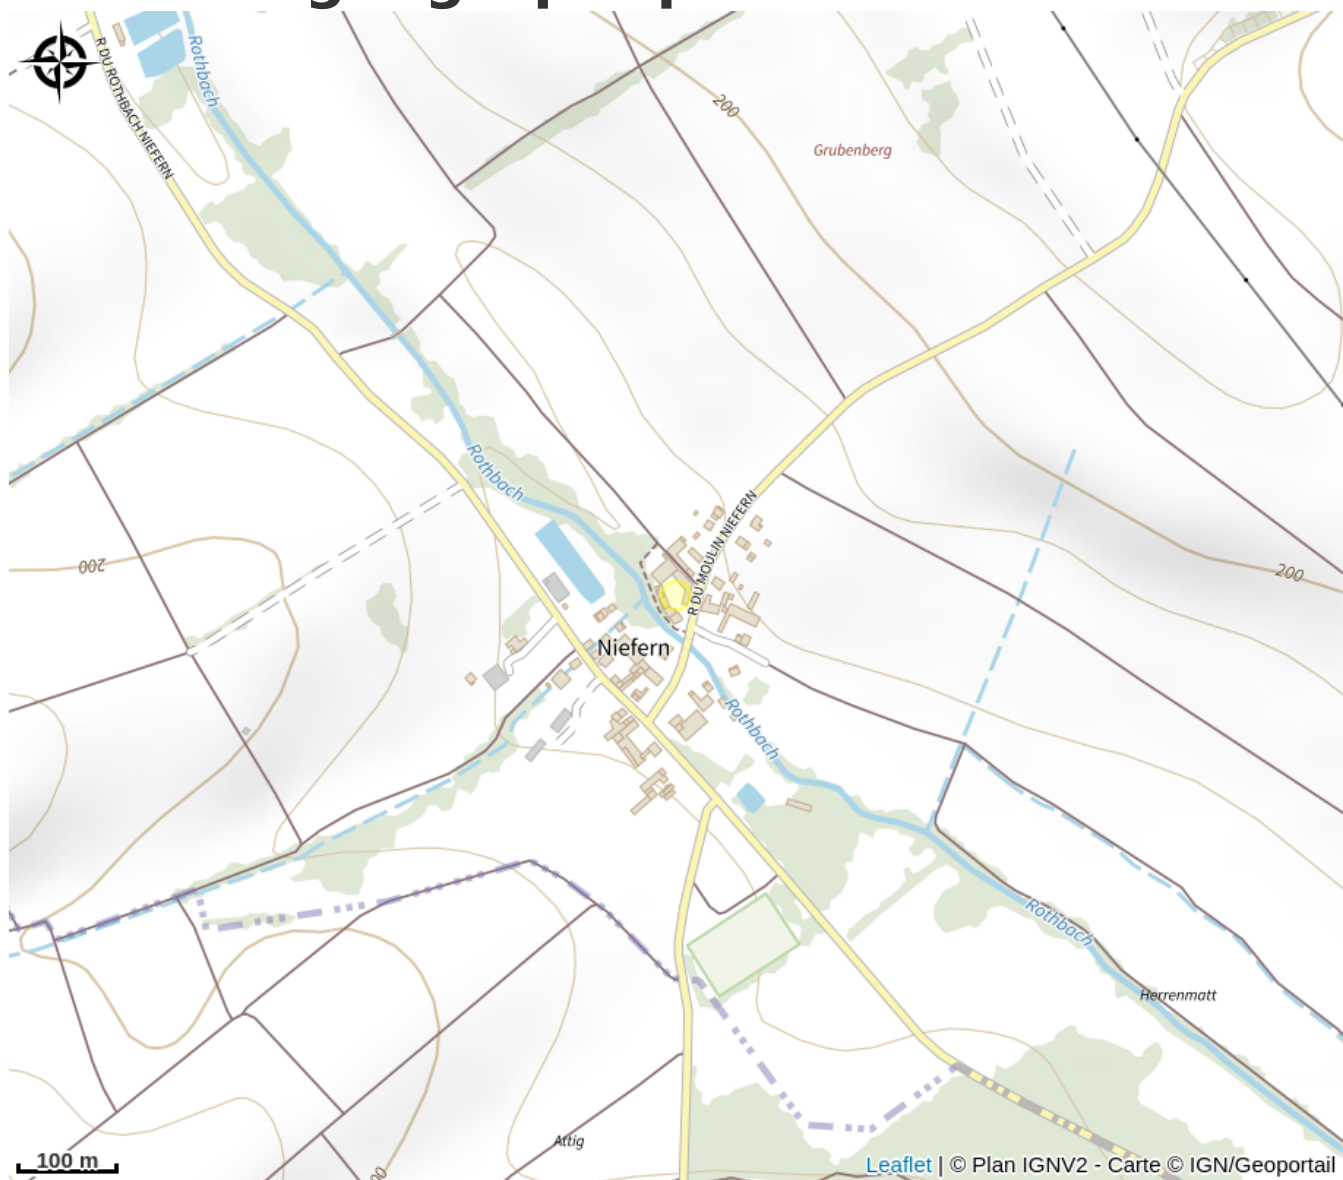 Rothbach
R DU ROTHBACH NIEFERN
200
Grubenberg
Rothbach
R DU MOULIN NIEFERN
200
200
Niefern
Rothbach
Rothbach
Herrenmatt
Attig
100 m
Leaflet | © Plan IGNV2 - Carte © IGN/Geoportail